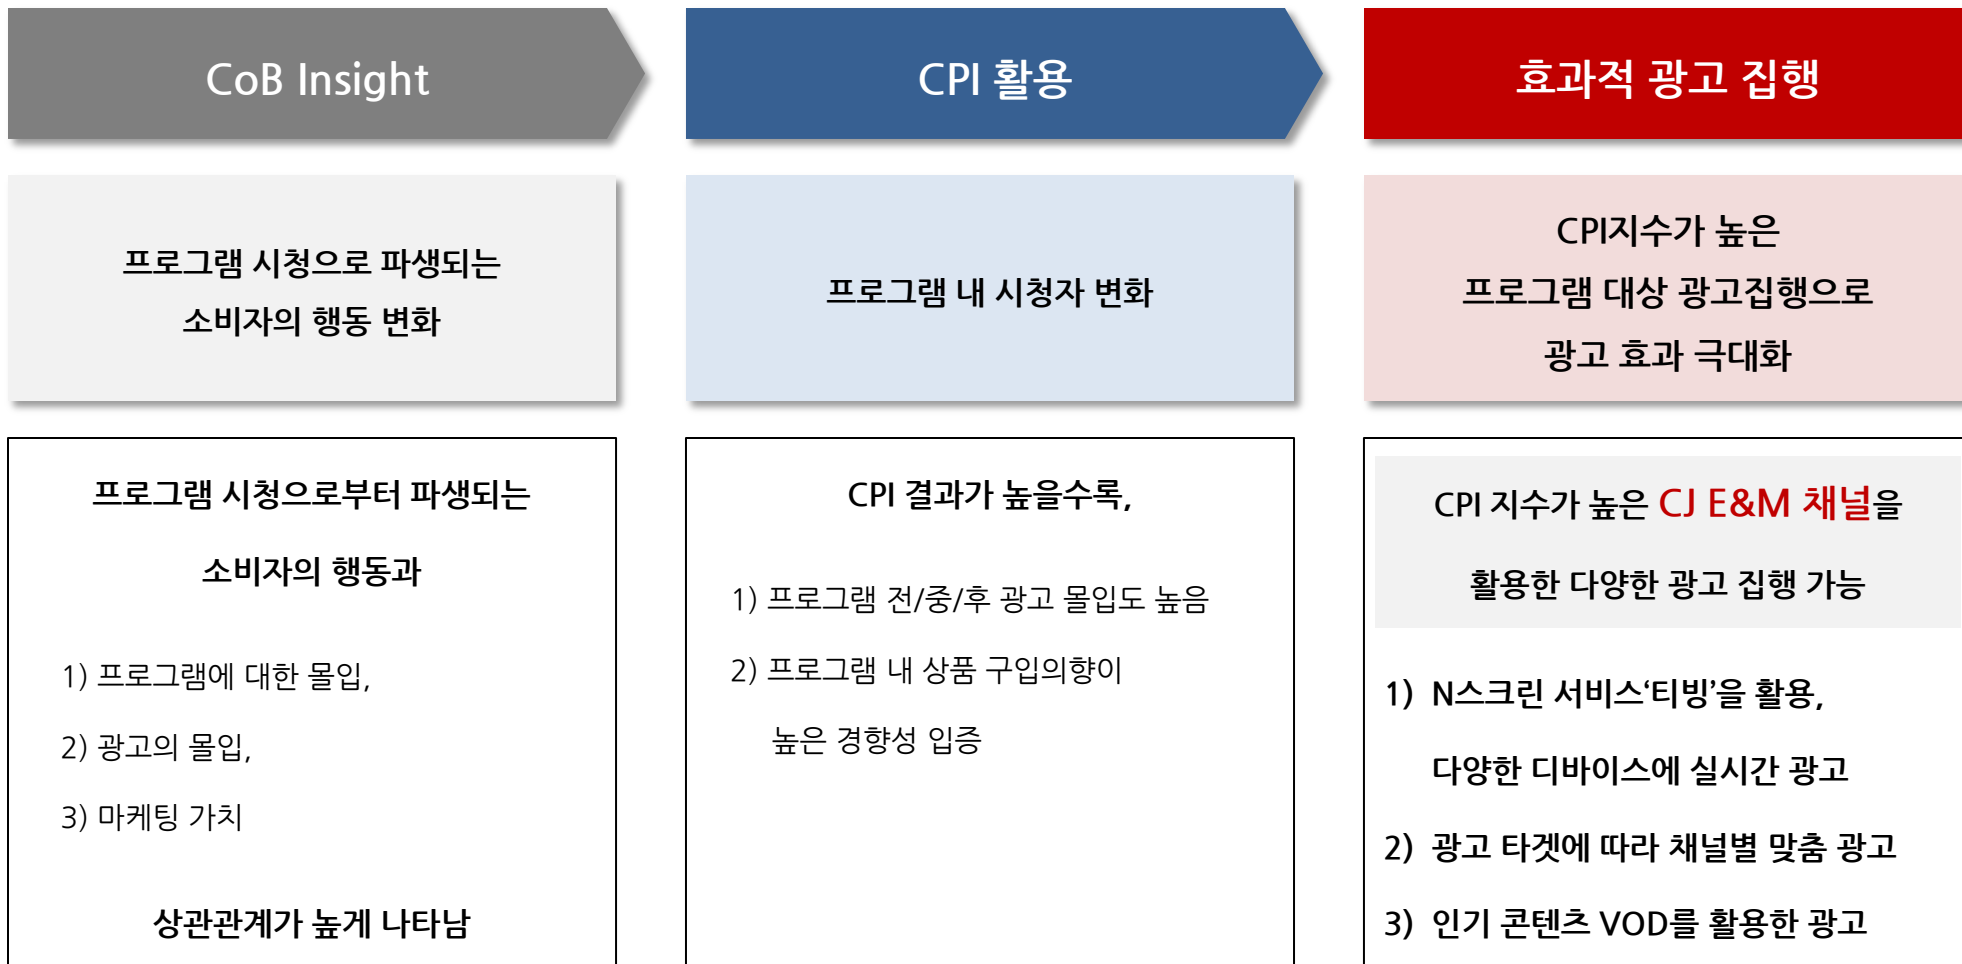 CoB Insight
CPI 활용
효과적 광고 집행
프로그램 시청으로 파생되는
소비자의 행동 변화
프로그램 내 시청자 변화
CPI지수가 높은
프로그램 대상 광고집행으로
광고 효과 극대화
프로그램 시청으로부터 파생되는
소비자의 행동과
1) 프로그램에 대한 몰입,
2) 광고의 몰입,
3) 마케팅 가치
상관관계가 높게 나타남
CPI 결과가 높을수록,
1) 프로그램 전/중/후 광고 몰입도 높음
2) 프로그램 내 상품 구입의향이
높은 경향성 입증
CPI 지수가 높은 CJ E&M 채널을
활용한 다양한 광고 집행 가능
1) N스크린 서비스‘티빙’을 활용,
다양한 디바이스에 실시간 광고
2) 광고 타겟에 따라 채널별 맞춤 광고
3) 인기 콘텐츠 VOD를 활용한 광고